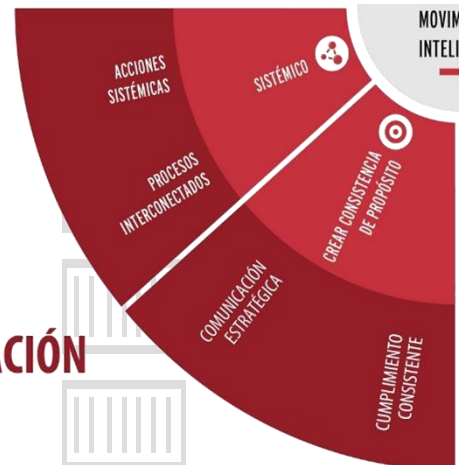 MOVIM
INTELI
ACCIONES
SISTÉMICAS
SISTÉMICO
PROCESOS
INTERCONECTADOS
CREAR CONSISTENCIA
DE PROPÓSITO
COMUNICACIÓN
ESTRATÉGICA
ACIÓN
CUMPLIMIENTO
CONSISTENTE